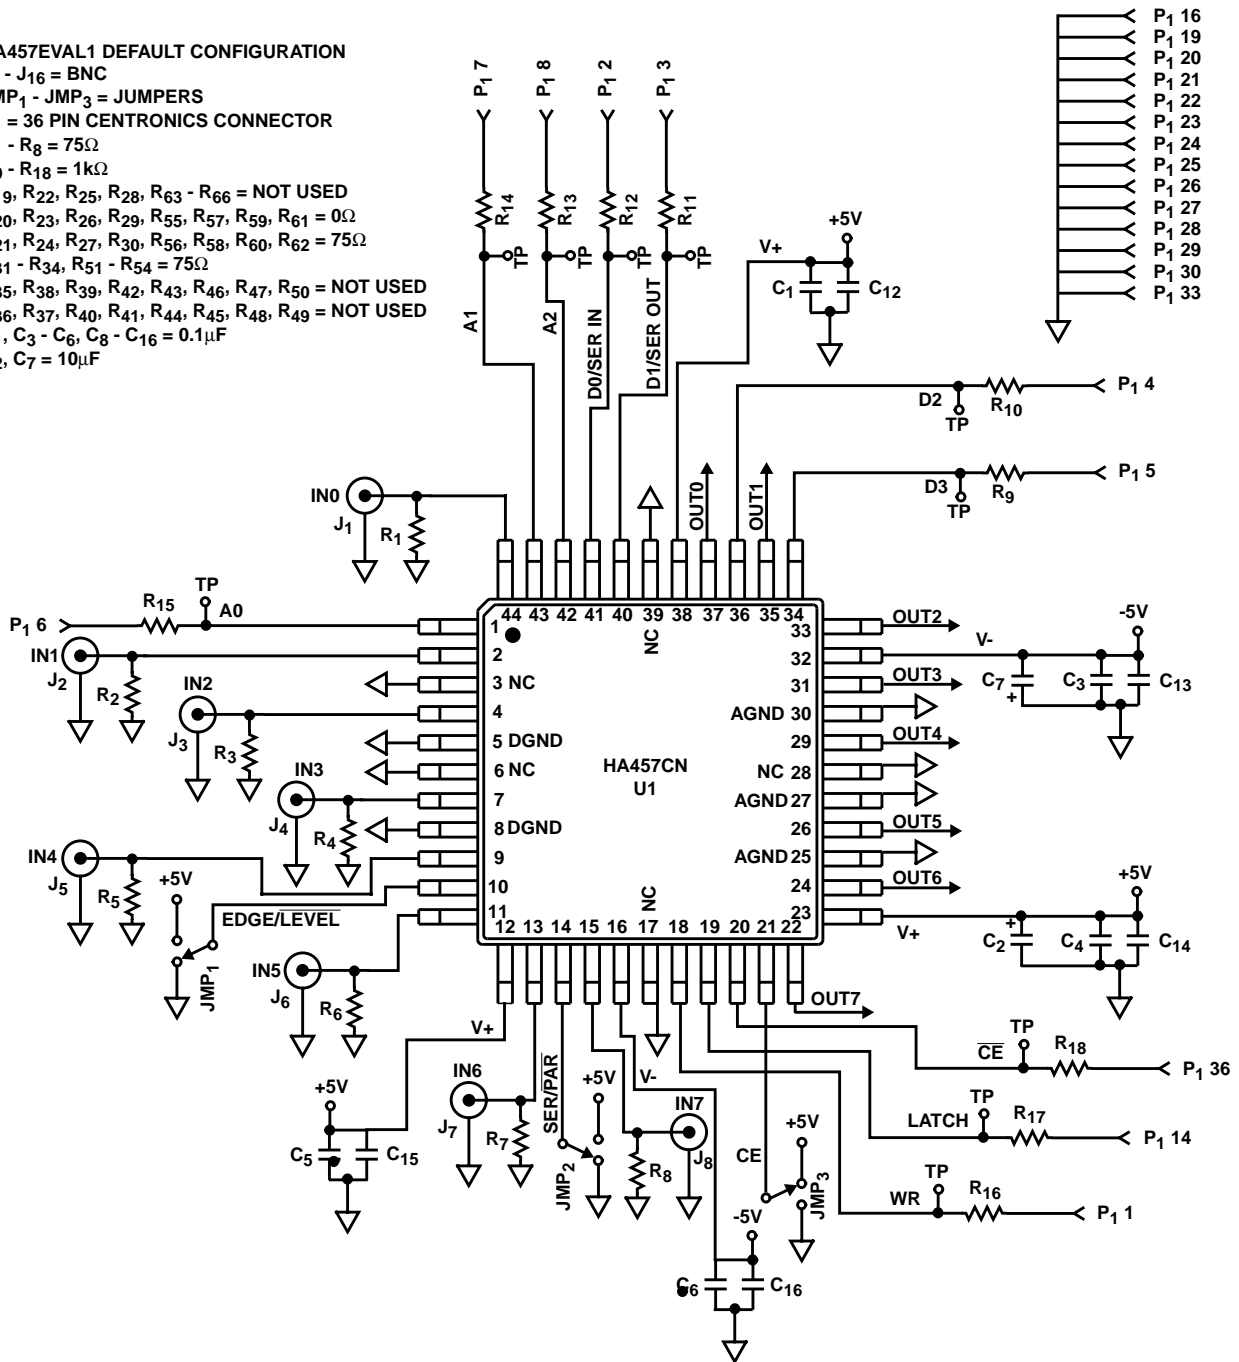 A457EVAL1 DEFAULT CONFIGURATION
- J16 = BNC
MP1 - JMP3 = JUMPERS
= 36 PIN CENTRONICS CONNECTOR
- R8 = 75Ω
- R18 = 1kΩ
9, R22, R25, R28, R63 - R66 = NOT USED
20, R23, R26, R29, R55, R57, R59, R61 = 0Ω
21, R24, R27, R30, R56, R58, R60, R62 = 75Ω
31 - R34, R51 - R54 = 75Ω
35, R38, R39, R42, R43, R46, R47, R50 = NOT USED
36, R37, R40, R41, R44, R45, R48, R49 = NOT USED
, C3 - C6, C8 - C16 = 0.1μF
2, C7 = 10μF
P1 7
P1 8
P1 2
P1 3
R14
R13
R12
R11
TP
TP
TP
TP
A1
A2
D0/SER IN
D1/SER OUT
V+
+5V
C1
C12
P1 16
P1 19
P1 20
P1 21
P1 22
P1 23
P1 24
P1 25
P1 26
P1 27
P1 28
P1 29
P1 30
P1 33
D2
TP
R10
P1 4
D3
TP
R9
P1 5
IN0
J1
R1
OUT0
OUT1
P1 6
R15
TP
A0
IN1
J2
R2
IN2
J3
R3
IN3
J4
R4
IN4
J5
R5
+5V
JMP1
EDGE/LEVEL
IN5
J6
R6
44 43 42 41 40 39 38 37 36 35 34
NC
1
2
3 NC
4
5 DGND
6 NC
7
8 DGND
9
10
11
HA457CN
U1
33
32
31
AGND 30
29
NC 28
AGND 27
26
AGND 25
24
23
NC
12 13 14 15 16 17 18 19 20 21 22
OUT2
V-
-5V
C7
+
C3
C13
OUT3
OUT4
OUT5
OUT6
V+
+5V
+
C2
C4
C14
OUT7
V+
+5V
C5
C15
IN6
J7
R7
SER/PAR
JMP2
+5V
V-
IN7
J8
R8
-5V
C6
C16
CE
+5V
JMP3
CE
TP
R18
P1 36
LATCH
TP
R17
P1 14
WR
TP
R16
P1 1